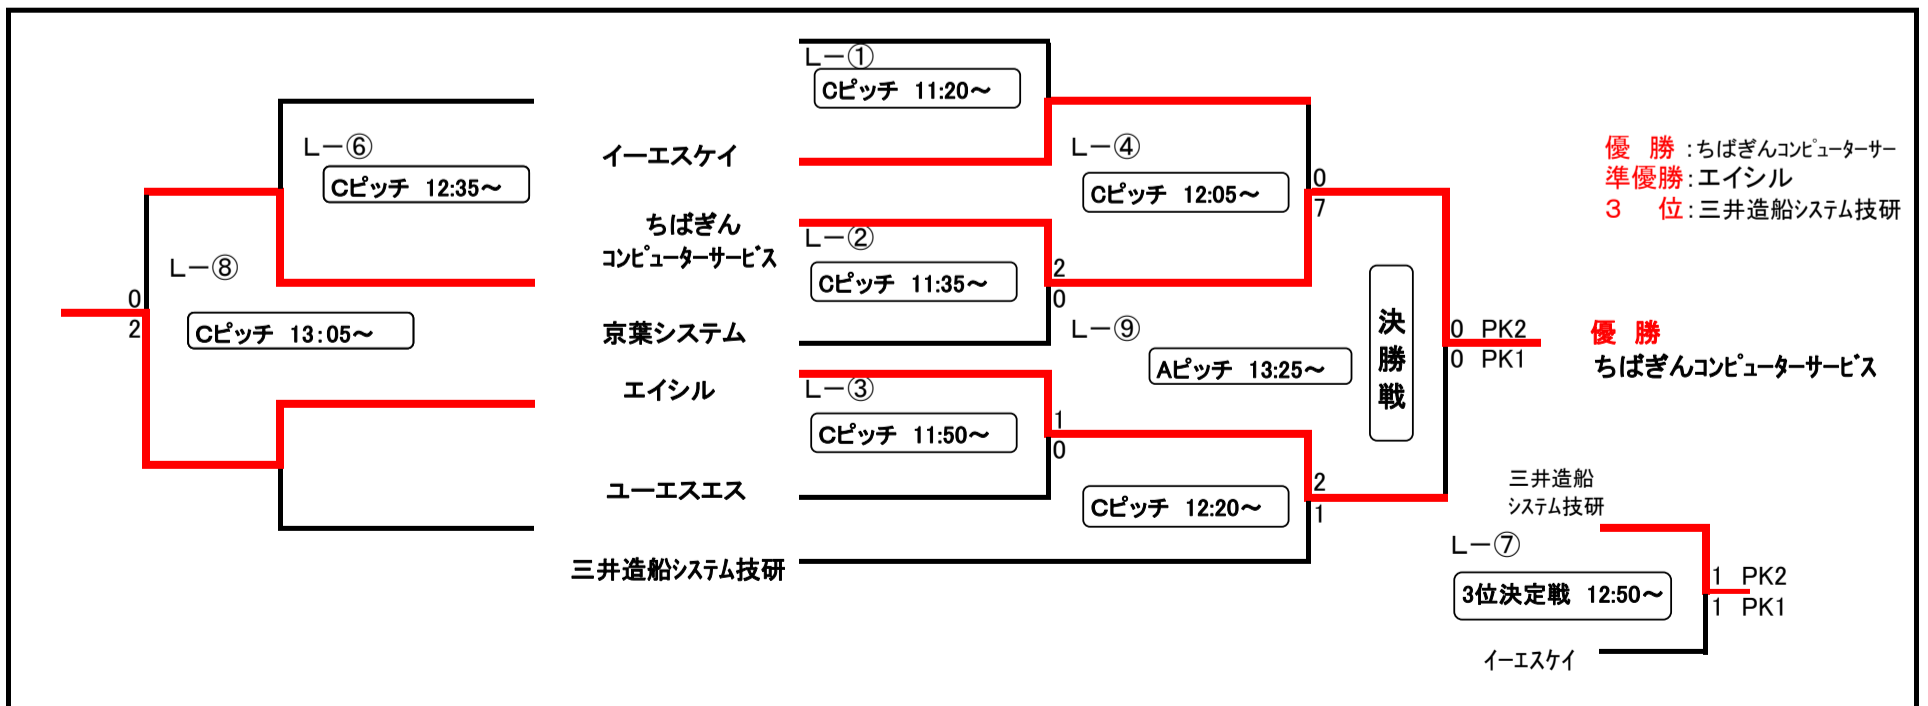 L-①
Cピッチ 11:20～
L-⑥
Cピッチ 12:35～
イーエスケイ
L-④
Cピッチ 12:05～
0
7
優 勝:ちばぎんコンピューターサー
準優勝:エイシル
3 位:三井造船システム技研
ちばぎん
コンピューターサービス
L-②
Cピッチ 11:35～
2
0
L-⑧
Cピッチ 13:05～
0
2
京葉システム
L-⑨
Aピッチ 13:25～
決勝戦
0 PK2
0 PK1
優 勝
ちばぎんコンピューターサービス
エイシル
L-③
Cピッチ 11:50～
1
0
ユーエスエス
Cピッチ 12:20～
2
1
三井造船システム技研
三井造船
システム技研
L-⑦
3位決定戦 12:50～
1 PK2
1 PK1
イーエスケイ